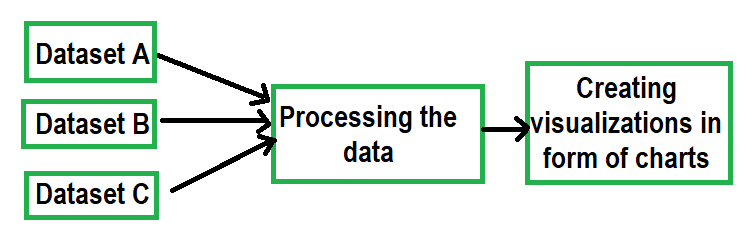 Dataset A
Dataset B
Dataset C
Processing the
data
Creating
visualizations in
form of charts